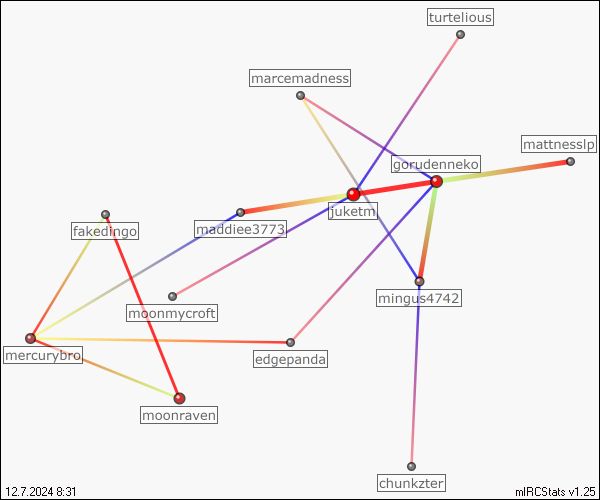 turtelious
marcemadness
mattnesslp
gorudenneko
juketm
maddiee3773
fakedingo
mingus4742
moonmycroft
mercurybro
edgepanda
moonraven
chunkzter
12.7.2024 8:31
mIRCStats v1.25